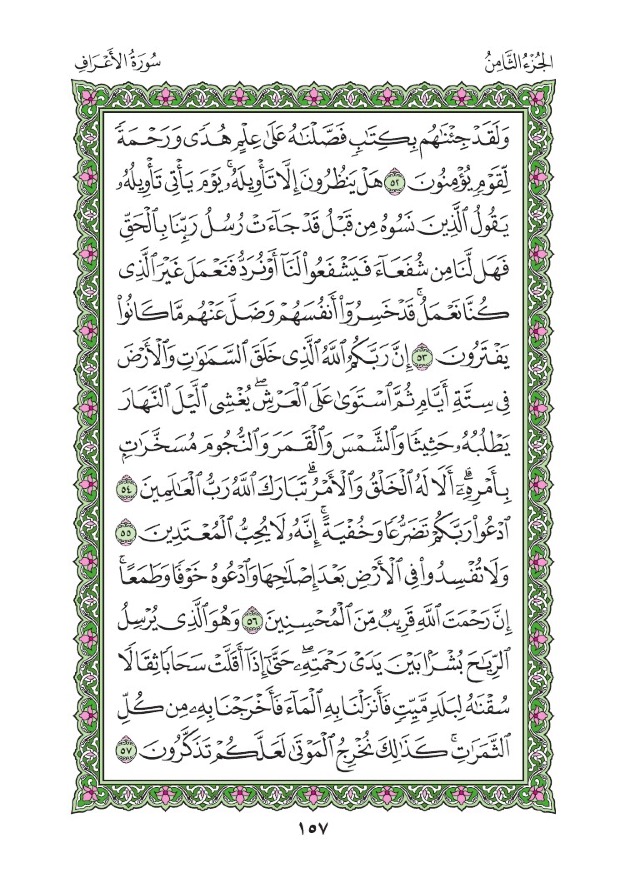 الجُزْءُ الثَّامِنُ
سُورَةُ الأَعْرَافِ
وَلَقَدْ جِئْنَٰهُم بِكِتَٰبٍ فَصَّلْنَٰهُ عَلَىٰ عِلْمٍ هُدًى وَرَحْمَةً
لِّقَوْمٍ يُؤْمِنُونَ ٥٢ هَلْ يَنظُرُونَ إِلَّا تَأْوِيلَهُۥ ۚ يَوْمَ يَأْتِى تَأْوِيلُهُۥ
يَقُولُ ٱلَّذِينَ نَسُوهُ مِن قَبْلُ قَدْ جَآءَتْ رُسُلُ رَبِّنَا بِٱلْحَقِّ
فَهَل لَّنَا مِن شُفَعَآءَ فَيَشْفَعُوا۟ لَنَآ أَوْ نُرَدُّ فَنَعْمَلَ غَيْرَ ٱلَّذِى
كُنَّا نَعْمَلُ ۚ قَدْ خَسِرُوٓا۟ أَنفُسَهُمْ وَضَلَّ عَنْهُم مَّا كَانُوا۟
يَفْتَرُونَ ٥٣ إِنَّ رَبَّكُمُ ٱللَّهُ ٱلَّذِى خَلَقَ ٱلسَّمَٰوَٰتِ وَٱلْأَرْضَ
فِى سِتَّةِ أَيَّامٍ ثُمَّ ٱسْتَوَىٰ عَلَى ٱلْعَرْشِ ۖ يُغْشِى ٱلَّيْلَ ٱلنَّهَارَ
يَطْلُبُهُۥ حَثِيثًا وَٱلشَّمْسَ وَٱلْقَمَرَ وَٱلنُّجُومَ مُسَخَّرَٰتٍۭ
بِأَمْرِهِۦٓ ۗ أَلَا لَهُ ٱلْخَلْقُ وَٱلْأَمْرُ ۗ تَبَارَكَ ٱللَّهُ رَبُّ ٱلْعَٰلَمِينَ ٥٤
ٱدْعُوا۟ رَبَّكُمْ تَضَرُّعًا وَخُفْيَةً ۚ إِنَّهُۥ لَا يُحِبُّ ٱلْمُعْتَدِينَ ٥٥
وَلَا تُفْسِدُوا۟ فِى ٱلْأَرْضِ بَعْدَ إِصْلَٰحِهَا وَٱدْعُوهُ خَوْفًا وَطَمَعًا ۚ
إِنَّ رَحْمَتَ ٱللَّهِ قَرِيبٌ مِّنَ ٱلْمُحْسِنِينَ ٥٦ وَهُوَ ٱلَّذِى يُرْسِلُ
ٱلرِّيَٰحَ بُشْرًۢا بَيْنَ يَدَىْ رَحْمَتِهِۦ ۖ حَتَّىٰٓ إِذَآ أَقَلَّتْ سَحَابًا ثِقَالًا
سُقْنَٰهُ لِبَلَدٍ مَّيِّتٍ فَأَنزَلْنَا بِهِ ٱلْمَآءَ فَأَخْرَجْنَا بِهِۦ مِن كُلِّ
ٱلثَّمَرَٰتِ ۚ كَذَٰلِكَ نُخْرِجُ ٱلْمَوْتَىٰ لَعَلَّكُمْ تَذَكَّرُونَ ٥٧
١٥٧